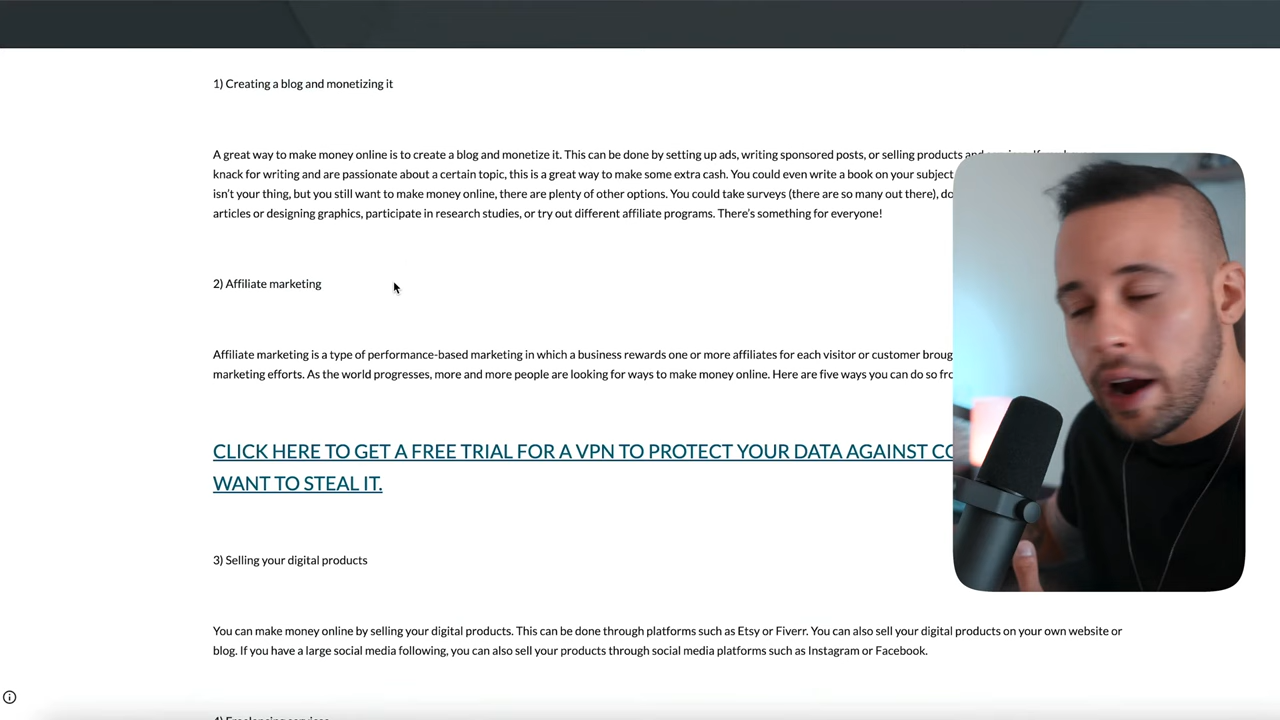 1) Creating a blog and monetizing it
A great way to make money online is to create a blog and monetize it. This can be done by setting up ads, writing sponsored posts, or selling products
knack for writing and are passionate about a certain topic, this is a great way to make some extra cash. You could even write a book on your subject
isn't your thing, but you still want to make money online, there are plenty of other options. You could take surveys (there are so many out there),
articles or designing graphics, participate in research studies, or try out different affiliate programs. There's something for everyone!
2) Affiliate marketing
Affiliate marketing is a type of performance-based marketing in which a business rewards one or more affiliates for each visitor or customer
marketing efforts. As the world progresses, more and more people are looking for ways to make money online. Here are five ways you can do so
CLICK HERE TO GET A FREE TRIAL FOR A VPN TO PROTECT YOUR DATA AGAINST
WANT TO STEAL IT.
3) Selling your digital products
You can make money online by selling your digital products. This can be done through platforms such as Etsy or Fiverr. You can also sell your digital products on your own website or
blog. If you have a large social media following, you can also sell your products through social media platforms such as Instagram or Facebook.
4) Freelancing services